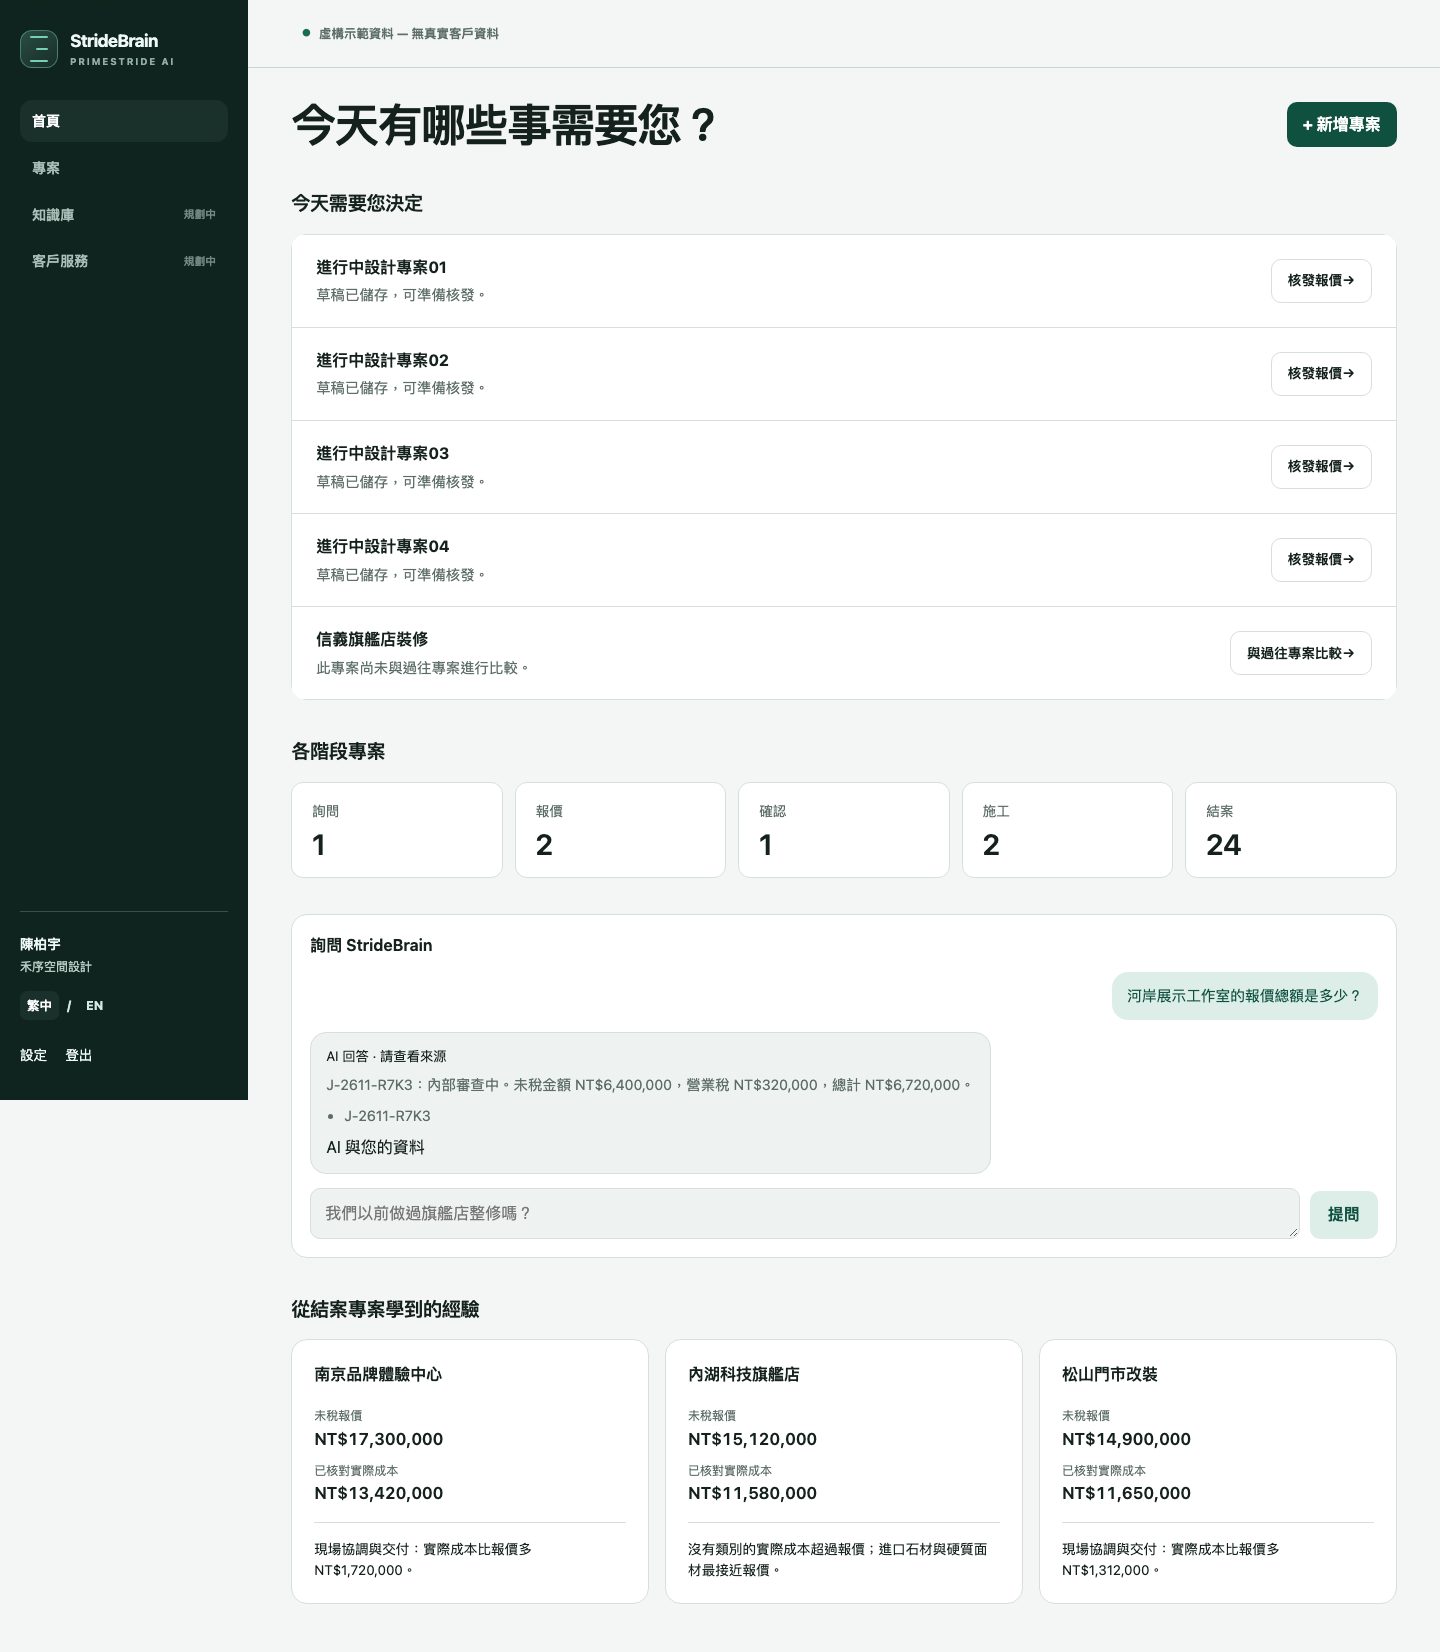 StrideBrain
PRIMESTRIDE AI
首頁
專案
知識庫 規劃中
客戶服務 規劃中
陳柏宇
禾序空間設計
繁中 / EN
設定 登出
虛構示範資料 — 無真實客戶資料
今天有哪些事需要您？
+ 新增專案
今天需要您決定
進行中設計專案01
草稿已儲存，可準備核發。
核發報價→
進行中設計專案02
草稿已儲存，可準備核發。
核發報價→
進行中設計專案03
草稿已儲存，可準備核發。
核發報價→
進行中設計專案04
草稿已儲存，可準備核發。
核發報價→
信義旗艦店裝修
此專案尚未與過往專案進行比較。
與過往專案比較→
各階段專案
詢問
1
報價
2
確認
1
施工
2
結案
24
詢問 StrideBrain
河岸展示工作室的報價總額是多少？
AI 回答 · 請查看來源
J-2611-R7K3：內部審查中。未稅金額 NT$6,400,000，營業稅 NT$320,000，總計 NT$6,720,000。
• J-2611-R7K3
AI 與您的資料
我們以前做過旗艦店整修嗎？
提問
從結案專案學到的經驗
南京品牌體驗中心
未稅報價
NT$17,300,000
已核對實際成本
NT$13,420,000
現場協調與交付：實際成本比報價多
NT$1,720,000。
內湖科技旗艦店
未稅報價
NT$15,120,000
已核對實際成本
NT$11,580,000
沒有類別的實際成本超過報價；進口石材與硬質面
材最接近報價。
松山門市改裝
未稅報價
NT$14,900,000
已核對實際成本
NT$11,650,000
現場協調與交付：實際成本比報價多
NT$1,312,000。